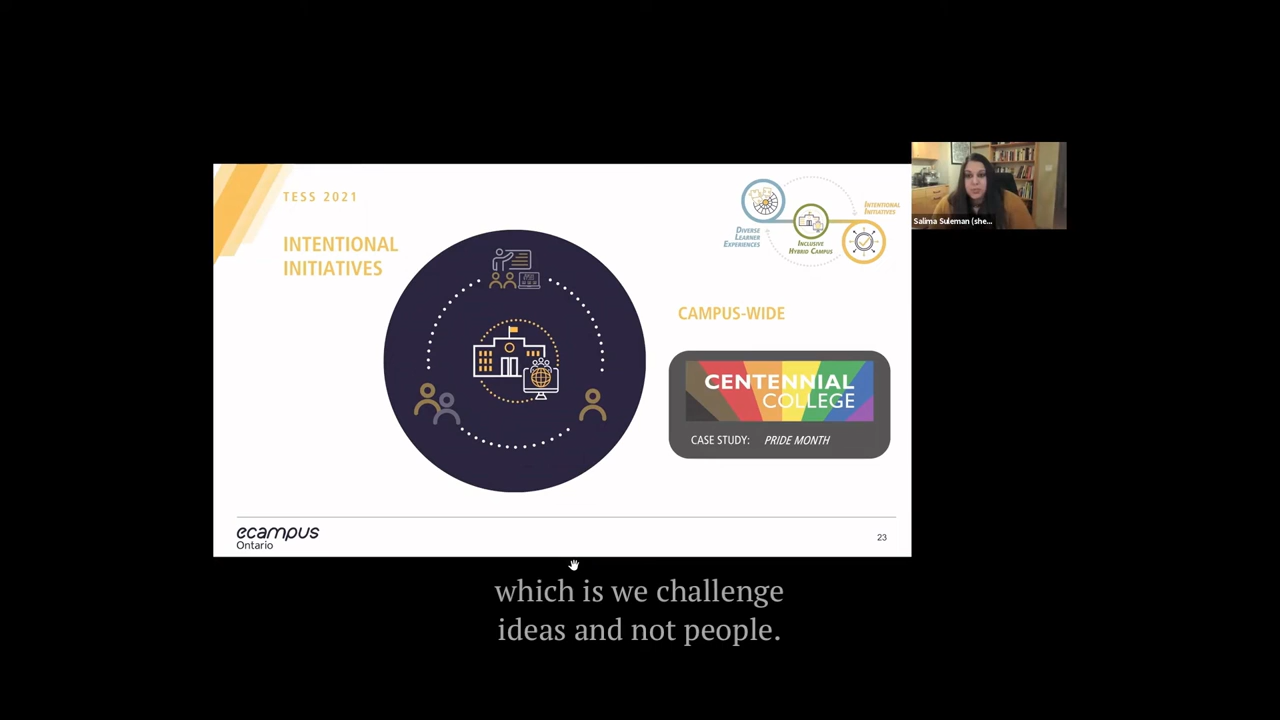 TESS 2021
INTENTIONAL
INITIATIVES
DIVERSE
LEARNER
EXPERIENCES
INCLUSIVE
HYBRID CAMPUS
INTENTIONAL
INITIATIVES
Salima Suleman (she...
CAMPUS-WIDE
CENTENNIAL
COLLEGE
CASE STUDY: PRIDE MONTH
ecampus
Ontario
23
which is we challenge
ideas and not people.